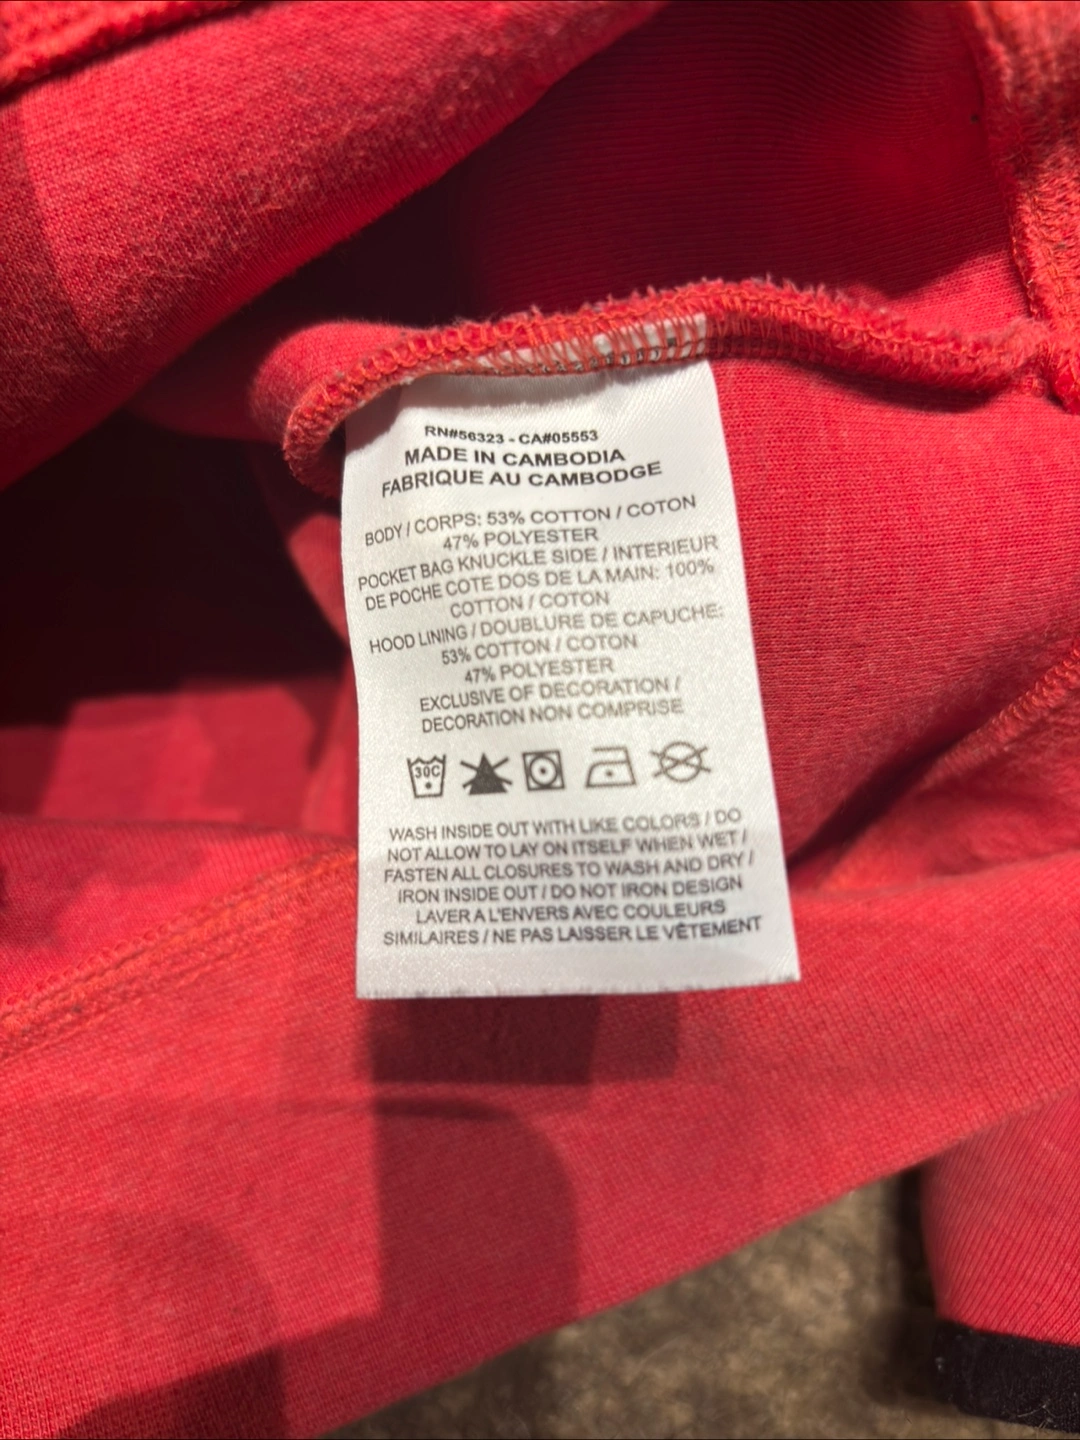 RN#56323 - CA#05553
MADE IN CAMBODIA
FABRIQUE AU CAMBODGE
BODY / CORPS: 53% COTTON / COTON
47% POLYESTER
POCKET BAG KNUCKLE SIDE / INTERIEUR
DE POCHE COTE DOS DE LA MAIN: 100%
COTTON / COTON
HOOD LINING / DOUBLURE DE CAPUCHE:
53% COTTON / COTON
47% POLYESTER
EXCLUSIVE OF DECORATION /
DECORATION NON COMPRISE
30C
WASH INSIDE OUT WITH LIKE COLORS / DO
NOT ALLOW TO LAY ON ITSELF WHEN WET /
FASTEN ALL CLOSURES TO WASH AND DRY /
IRON INSIDE OUT / DO NOT IRON DESIGN
LAVER A L'ENVERS AVEC COULEURS
SIMILAIRES / NE PAS LAISSER LE VÊTEMENT